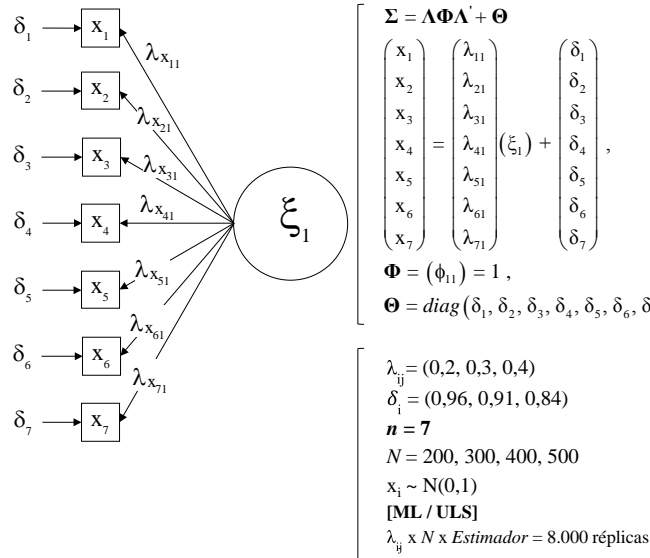 δ₁ x₁ λx₁₁
δ₂ x₂ λx₂₁
δ₃ x₃ λx₃₁
δ₄ x₄ λx₄₁
δ₅ x₅ λx₅₁
δ₆ x₆ λx₆₁
δ₇ x₇ λx₇₁
ξ₁
Σ = ΛΦΛ' + Θ
x₁ λ₁₁ δ₁
x₂ λ₂₁ δ₂
x₃ λ₃₁ δ₃
x₄ = λ₄₁ (ξ₁) + δ₄ ,
x₅ λ₅₁ δ₅
x₆ λ₆₁ δ₆
x₇ λ₇₁ δ₇
Φ = (ϕ₁₁) = 1 ,
Θ = diag(δ₁, δ₂, δ₃, δ₄, δ₅, δ₆, δ
λᵢⱼ= (0,2, 0,3, 0,4)
δᵢ = (0,96, 0,91, 0,84)
n = 7
N = 200, 300, 400, 500
xᵢ ~ N(0,1)
[ML / ULS]
λᵢⱼ x N x Estimador = 8.000 réplicas